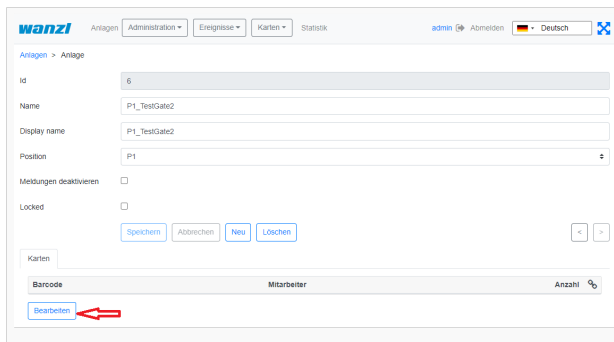 wanzl Anlagen Administration Ereignisse Karten Statistik admin Abmelden Deutsch
Anlagen > Anlage
Id 6
Name P1_TestGate2
Display name P1_TestGate2
Position P1
Meldungen deaktivieren
Locked
Speichern Abbrechen Neu Löschen < >
Karten
Barcode Mitarbeiter Anzahl
Bearbeiten